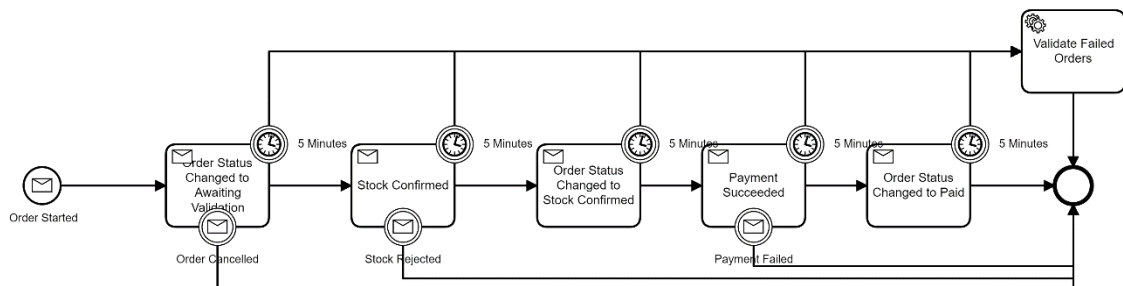 Validate Failed
Orders
5 Minutes
5 Minutes
5 Minutes
5 Minutes
5 Minutes
Order Started
Order Status
Changed to
Awaiting
Validation
Stock Confirmed
Order Status
Changed to
Stock Confirmed
Payment
Succeeded
Order Status
Changed to Paid
Order Cancelled
Stock Rejected
Payment Failed